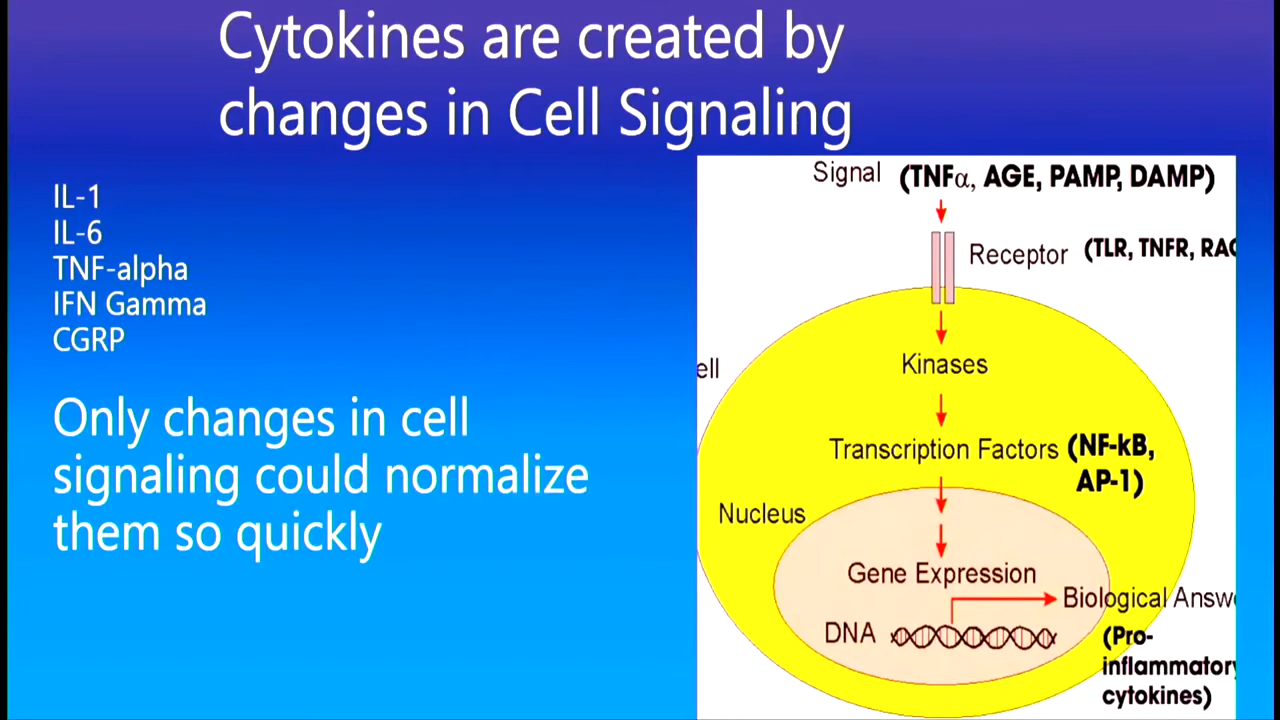 Cytokines are created by
changes in Cell Signaling
IL-1
IL-6
TNF-alpha
IFN Gamma
CGRP
Only changes in cell
signaling could normalize
them so quickly
Signal (TNFα, AGE, PAMP, DAMP)
Receptor (TLR, TNFR,
Kinases
Transcription Factors (NF-kB,
AP-1)
Nucleus
Gene Expression
Biological
DNA
(Pro-
inflammatory
cytokines)